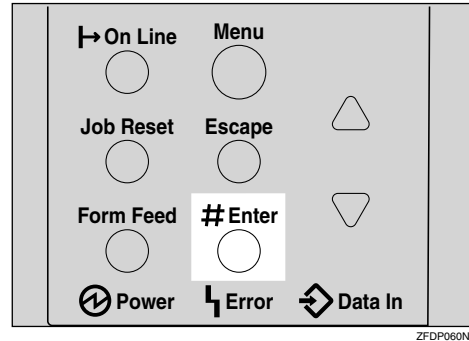 On Line Menu
Job Reset Escape
Form Feed # Enter
Power Error Data In
ZFDP060N